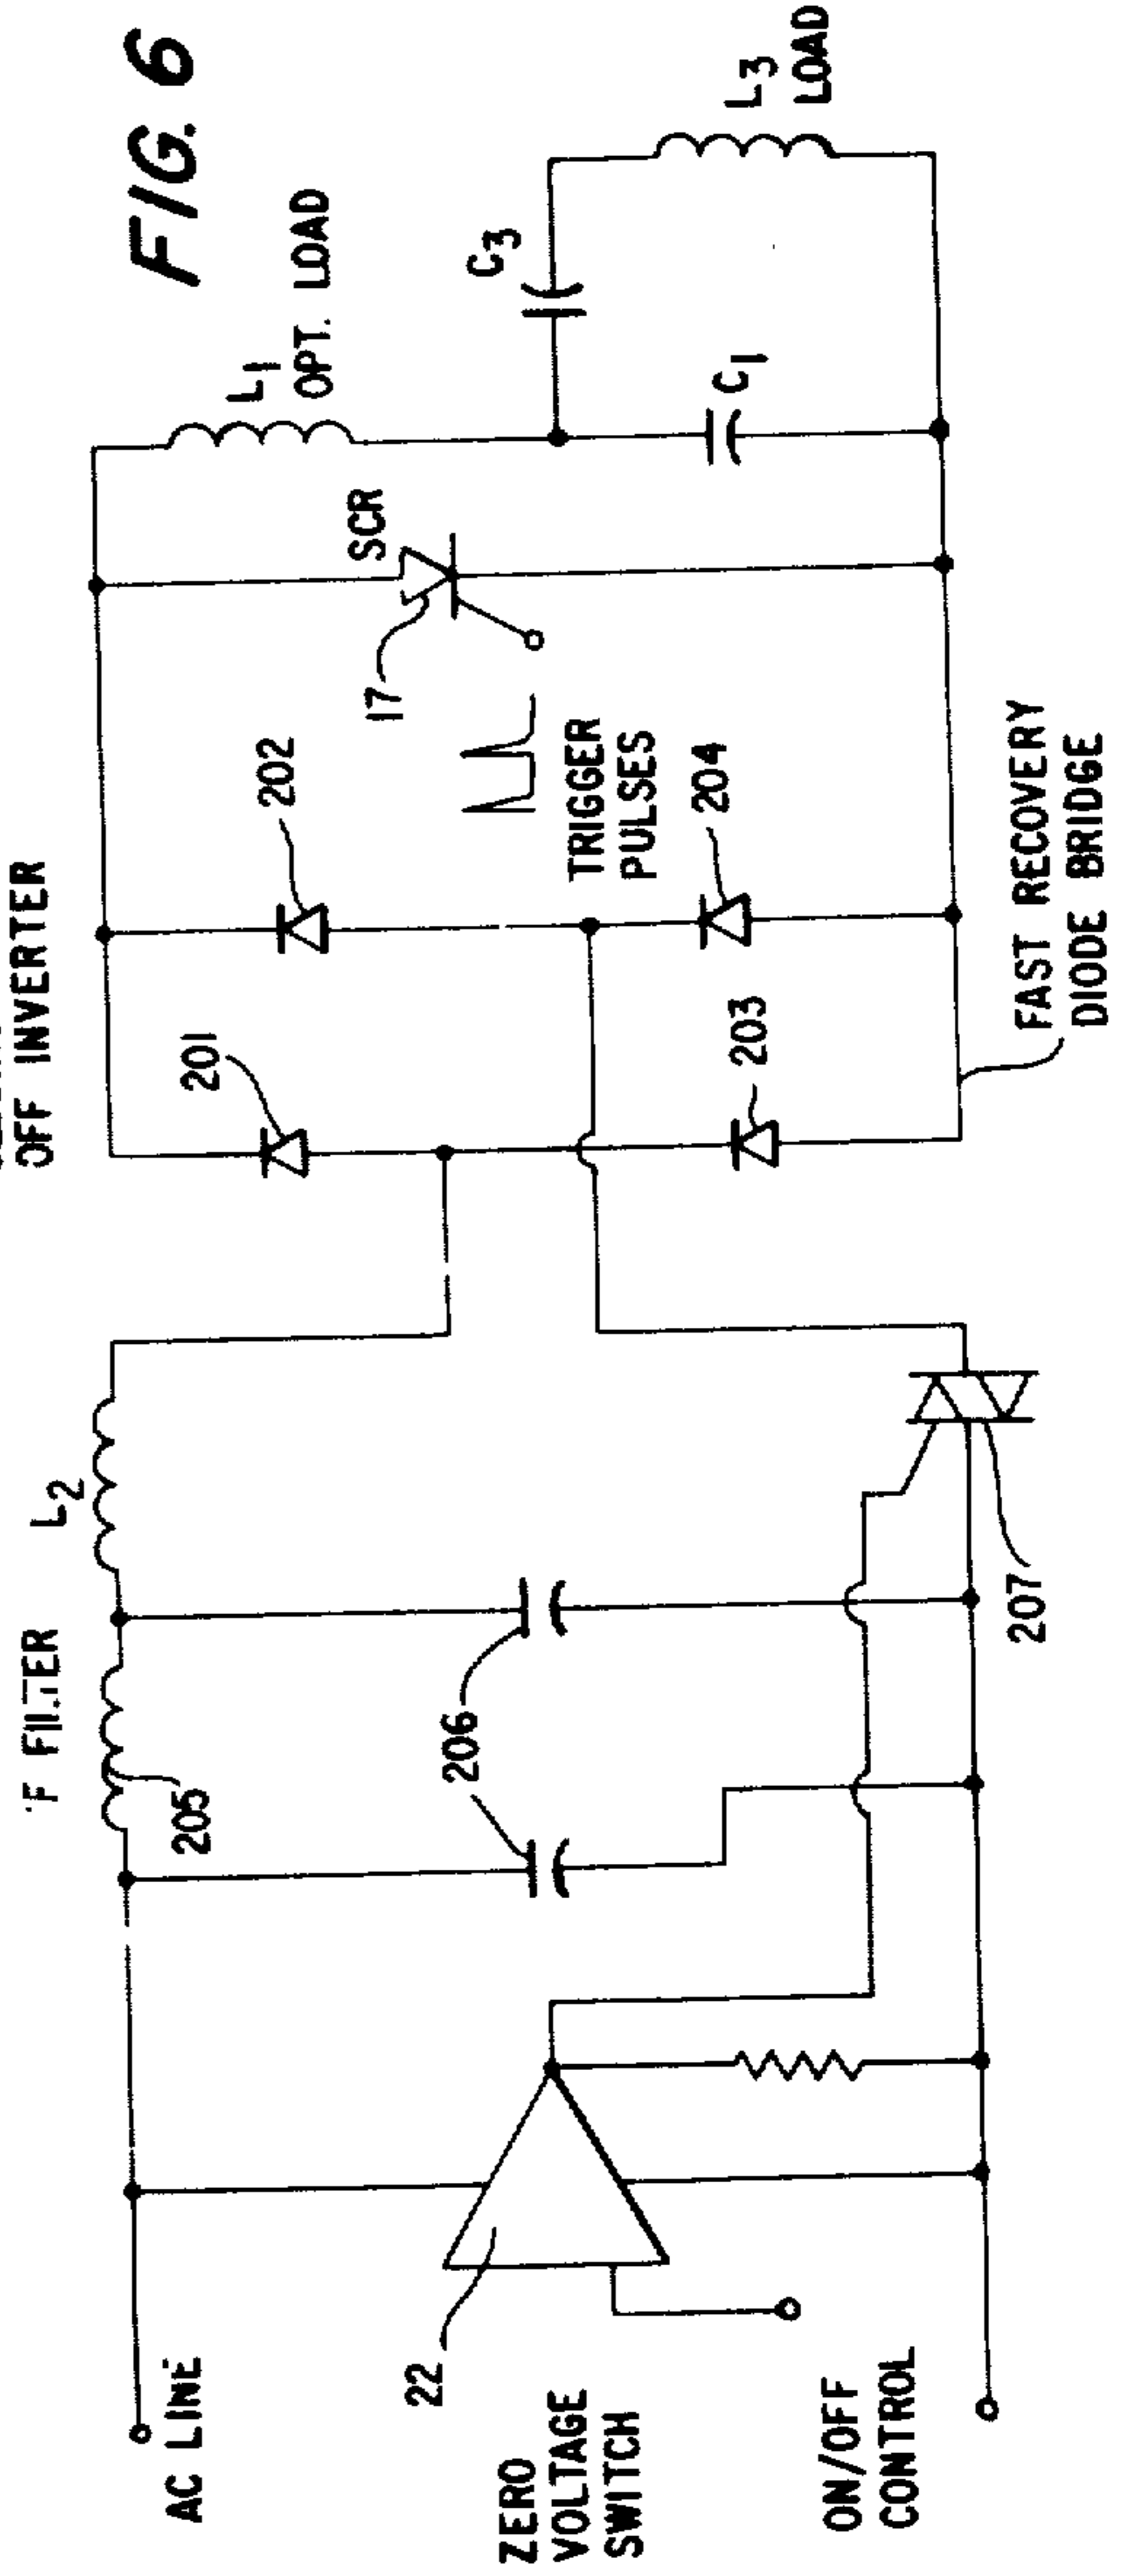 FIG. 6
OFF INVERTER
F FILTER
L2
205
206
AC LINE
22
ZERO
VOLTAGE
SWITCH
ON/OFF
CONTROL
207
201
202
203
204
17
SCR
TRIGGER
PULSES
L1
OPT. LOAD
C3
C1
L3
LOAD
FAST RECOVERY
DIODE BRIDGE